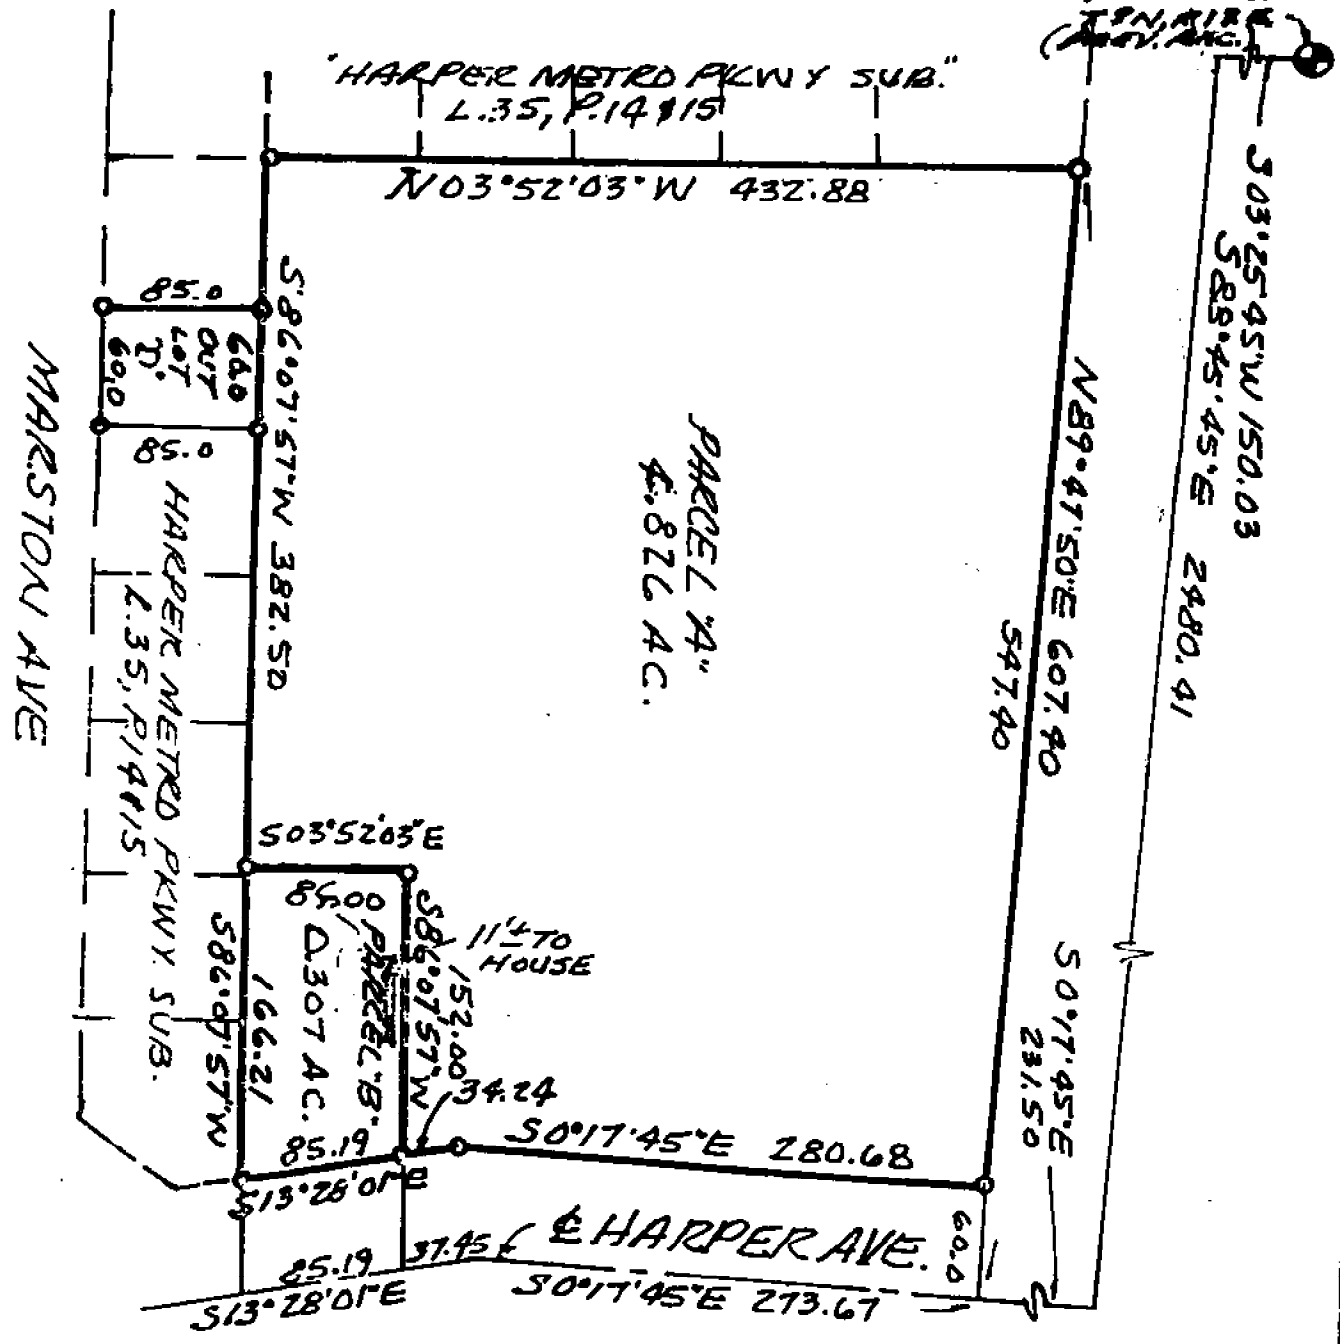 "HARPER METRO PKWY SUB."
L.35, P.14 & 15
N03°52'03"W 432.88
S03°25'45"W 150.03
S89°45'45"E 2480.41
N89°47'50"E 607.40
547.40
S0°17'45"E
231.50
PARCEL "A"
4.826 AC.
S86°07'57"W 382.50
85.0
60.0
OUT
LOT
"D"
60.0
85.0
MARSTON AVE
HARPER METRO PKWY. SUB.
L.35, P14&15
S03°52'03"E
85.00
PARCEL "B"
0.307 AC.
166.21
S86°07'57"W
S86°07'57"W
152.00
11'± TO
HOUSE
34.24
85.19
S13°28'01"E
S0°17'45"E 280.68
℄ HARPER AVE.
60.0
37.45
85.19
S13°28'01"E
S0°17'45"E 273.67